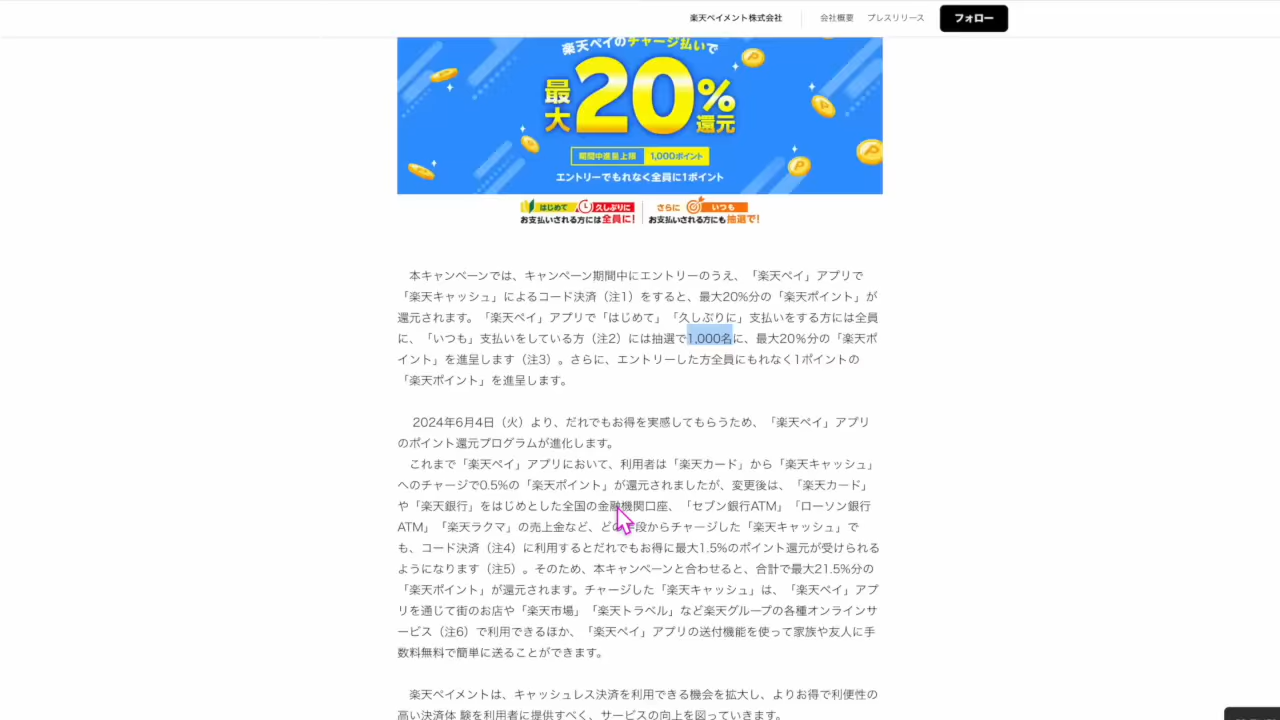 楽天ペイメント株式会社 会社概要 プレスリリース フォロー
楽天ペイのチャージ払いで
最大20%還元
期間中進呈上限 1,000ポイント
エントリーでもれなく全員に1ポイント
はじめて 久しぶりに さらに いつも
お支払いされる方には全員に! お支払いされる方にも抽選で!
本キャンペーンでは、キャンペーン期間中にエントリーのうえ、「楽天ペイ」アプリで
「楽天キャッシュ」によるコード決済（注1）をすると、最大20%分の「楽天ポイント」が
還元されます。「楽天ペイ」アプリで「はじめて」「久しぶりに」支払いをする方には全員
に、「いつも」支払いをしている方（注2）には抽選で1,000名に、最大20％分の「楽天ポ
イント」を進呈します（注3）。さらに、エントリーした方全員にもれなく1ポイントの
「楽天ポイント」を進呈します。
2024年6月4日（火）より、だれでもお得を実感してもらうため、「楽天ペイ」アプリ
のポイント還元プログラムが進化します。
これまで「楽天ペイ」アプリにおいて、利用者は「楽天カード」から「楽天キャッシュ」
へのチャージで0.5%の「楽天ポイント」が還元されましたが、変更後は、「楽天カード」
や「楽天銀行」をはじめとした全国の金融機関口座、「セブン銀行ATM」「ローソン銀行
ATM」「楽天ラクマ」の売上金など、どの手段からチャージした「楽天キャッシュ」で
も、コード決済（注4）に利用するとだれでもお得に最大1.5%のポイント還元が受けられる
ようになります（注5）。そのため、本キャンペーンと合わせると、合計で最大21.5%分の
「楽天ポイント」が還元されます。チャージした「楽天キャッシュ」は、「楽天ペイ」アプ
リを通じて街のお店や「楽天市場」「楽天トラベル」など楽天グループの各種オンラインサ
ービス（注6）で利用できるほか、「楽天ペイ」アプリの送付機能を使って家族や友人に手
数料無料で簡単に送ることができます。
楽天ペイメントは、キャッシュレス決済を利用できる機会を拡大し、よりお得で利便性の
高い決済体 験を利用者に提供すべく、サービスの向上を図っていきます。